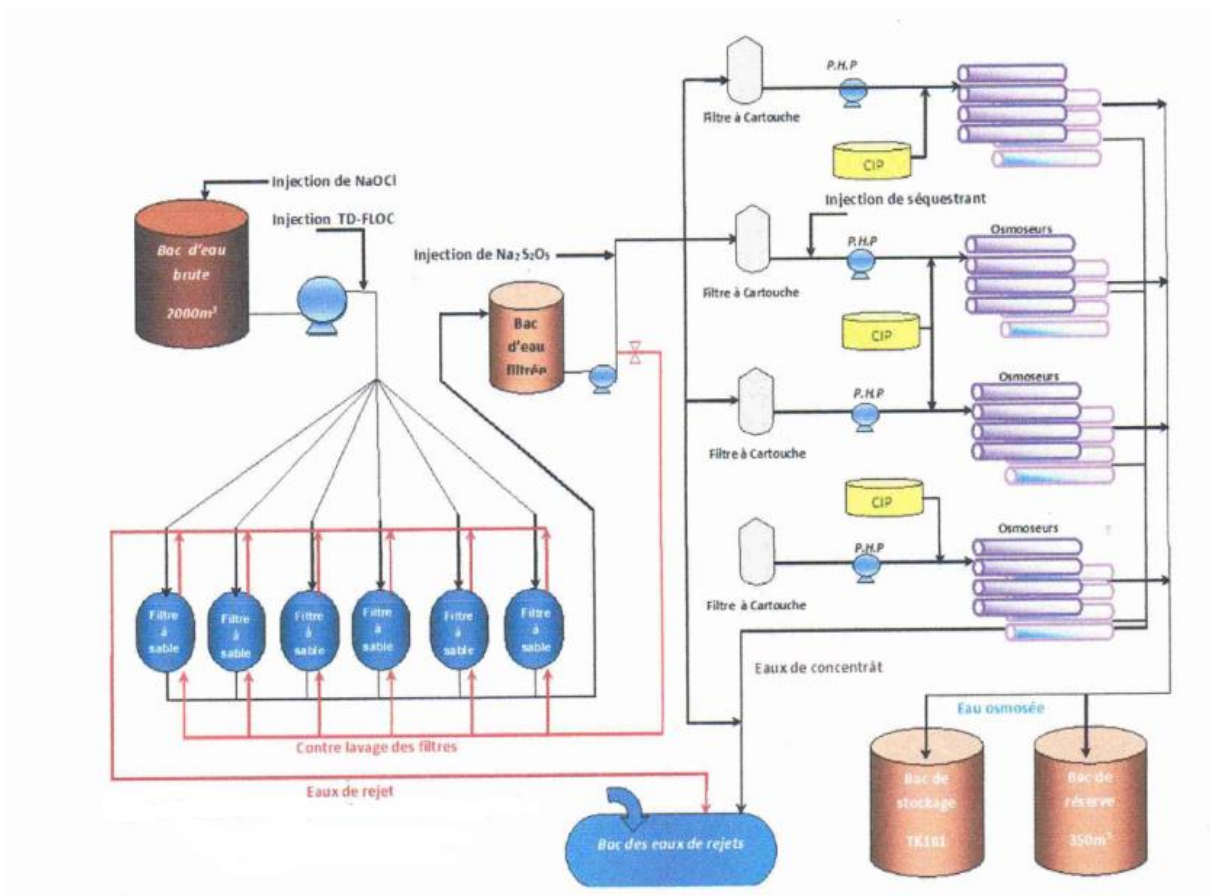 Injection de NaOCl
Injection TD-FLOC
Bac d'eau
brute
2000m³
Injection de Na₂S₂O₅
Bac
d'eau
filtrée
Filtre
à
sable
Filtre
à
sable
Filtre
à
sable
Filtre
à
sable
Filtre
à
sable
Filtre
à
sable
Contre lavage des filtres
Eaux de rejet
Bac des eaux de rejets
P.H.P
Filtre à Cartouche
CIP
Injection de séquestrant
Osmoseurs
P.H.P
Filtre à Cartouche
CIP
Osmoseurs
P.H.P
Filtre à Cartouche
CIP
Osmoseurs
P.H.P
Filtre à Cartouche
Eaux de concentrât
Eau osmosée
Bac de
stockage
TK181
Bac de
réserve
350m³